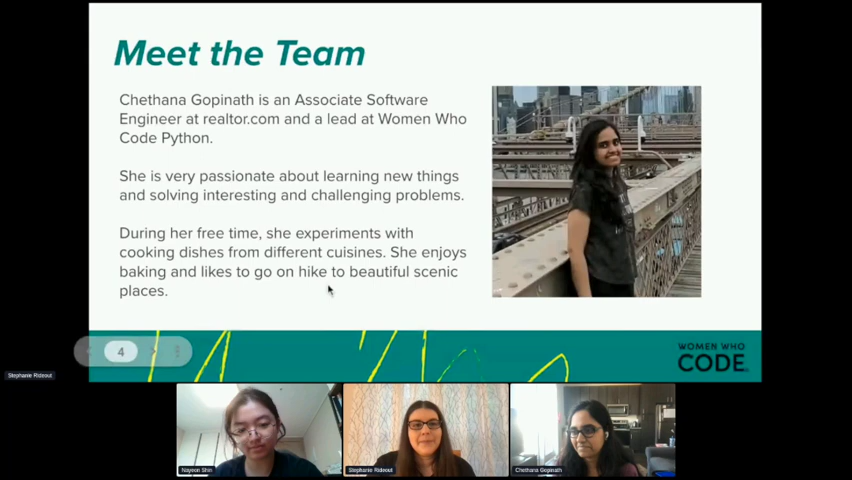 Meet the Team
Chethana Gopinath is an Associate Software
Engineer at realtor.com and a lead at Women Who
Code Python.
She is very passionate about learning new things
and solving interesting and challenging problems.
During her free time, she experiments with
cooking dishes from different cuisines. She enjoys
baking and likes to go on hike to beautiful scenic
places.
4
WOMEN WHO
CODE
Stephanie Rideout
Nayeon Shin
Stephanie Rideout
Chethana Gopinath